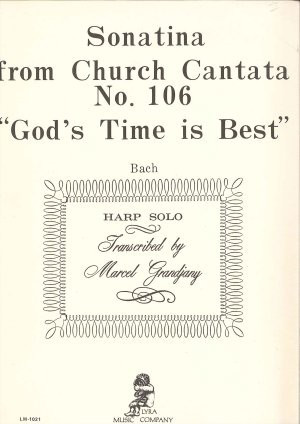 Sonatina
from Church Cantata
No. 106
"God's Time is Best"
Bach
HARP SOLO
Transcribed by
Marcel Grandjany
LYRA
MUSIC COMPANY
LM-1021